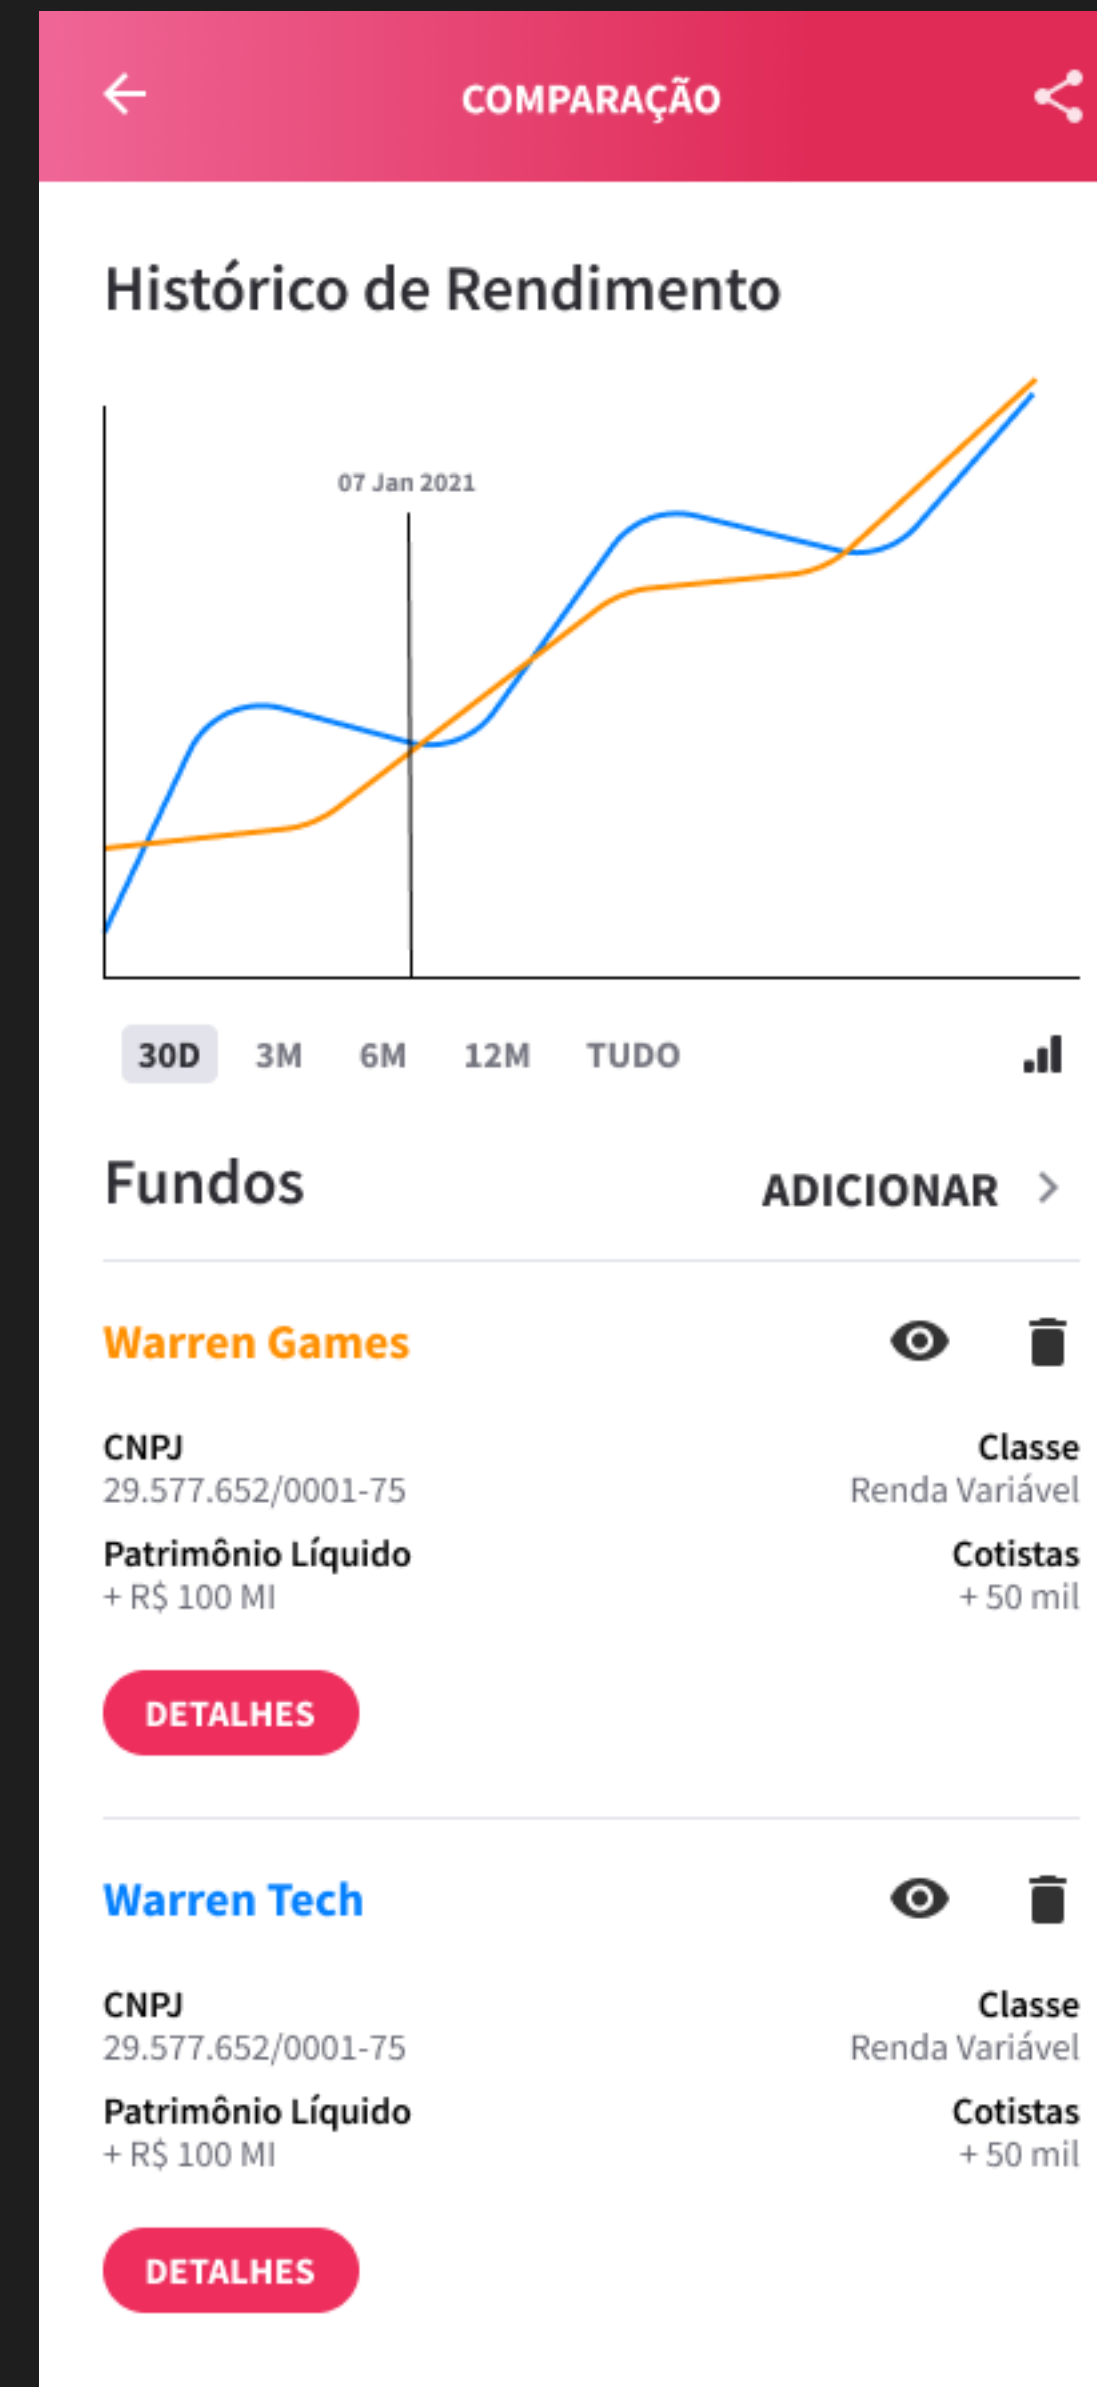 COMPARAÇÃO
Histórico de Rendimento
07 Jan 2021
30D 3M 6M 12M TUDO
Fundos ADICIONAR
Warren Games
CNPJ Classe
29.577.652/0001-75 Renda Variável
Patrimônio Líquido Cotistas
+ R$ 100 MI + 50 mil
DETALHES
Warren Tech
CNPJ Classe
29.577.652/0001-75 Renda Variável
Patrimônio Líquido Cotistas
+ R$ 100 MI + 50 mil
DETALHES